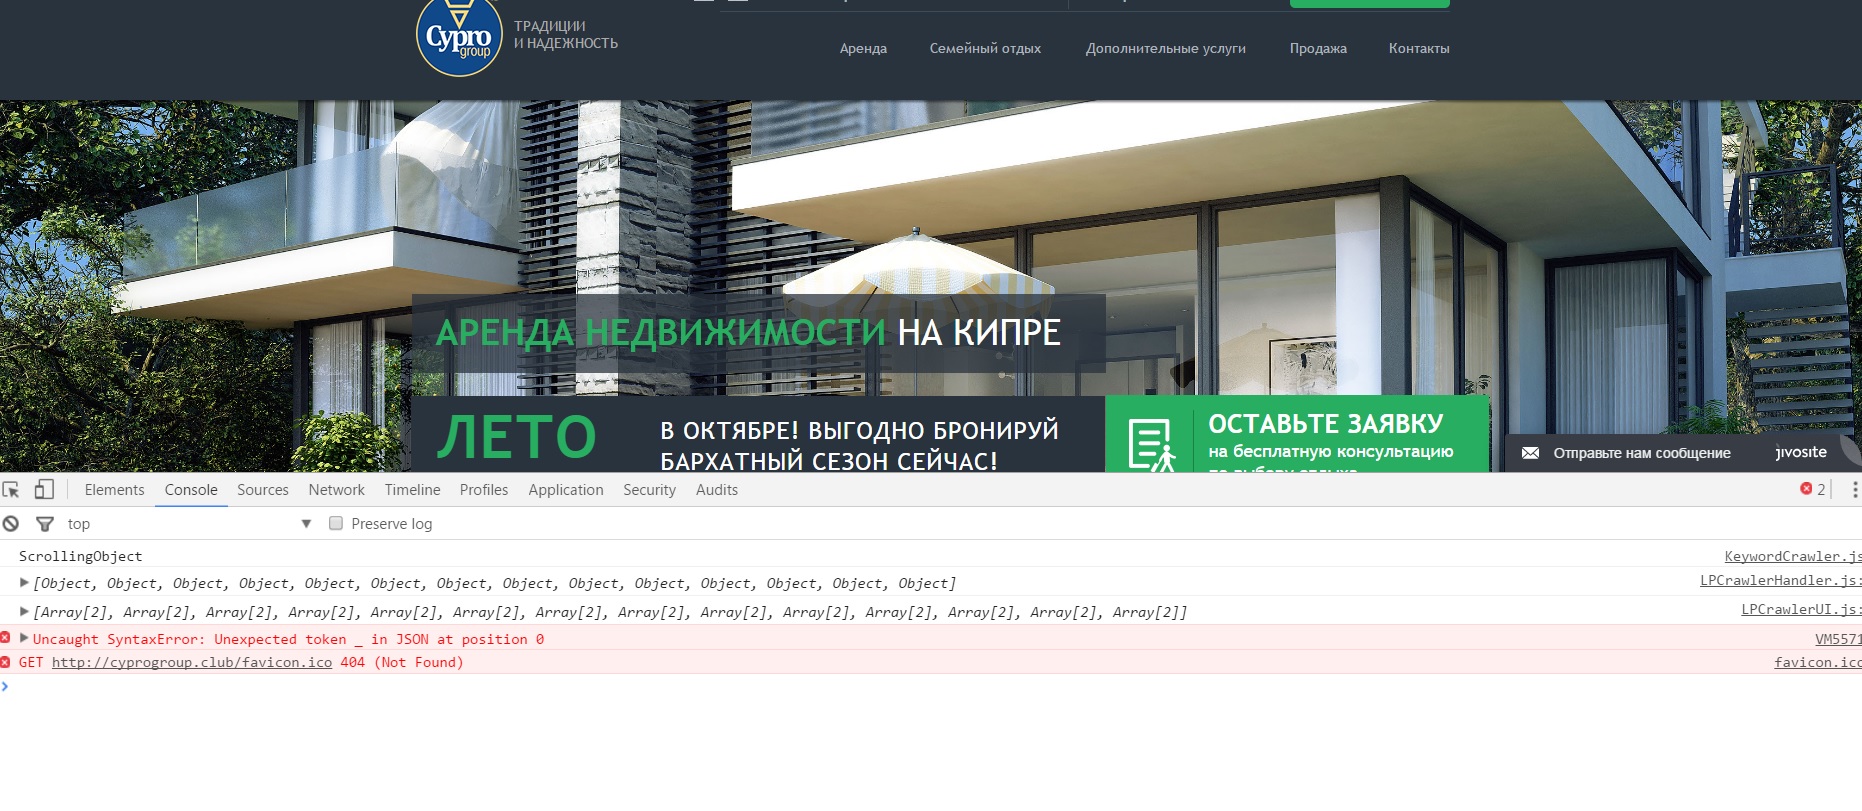 Cypro
group
ТРАДИЦИИ
И НАДЕЖНОСТЬ
Аренда Семейный отдых Дополнительные услуги Продажа Контакты
АРЕНДА НЕДВИЖИМОСТИ НА КИПРЕ
ЛЕТО
В ОКТЯБРЕ! ВЫГОДНО БРОНИРУЙ
БАРХАТНЫЙ СЕЗОН СЕЙЧАС!
ОСТАВЬТЕ ЗАЯВКУ
на бесплатную консультацию
Отправьте нам сообщение jivosite
Elements Console Sources Network Timeline Profiles Application Security Audits 2
top Preserve log
ScrollingObject KeywordCrawler.js
[Object, Object, Object, Object, Object, Object, Object, Object, Object, Object, Object, Object, Object, Object] LPCrawlerHandler.js:
[Array[2], Array[2], Array[2], Array[2], Array[2], Array[2], Array[2], Array[2], Array[2], Array[2], Array[2], Array[2], Array[2], Array[2]] LPCrawlerUI.js:
Uncaught SyntaxError: Unexpected token _ in JSON at position 0 VM5571
GET http://cyprogroup.club/favicon.ico 404 (Not Found) favicon.ico